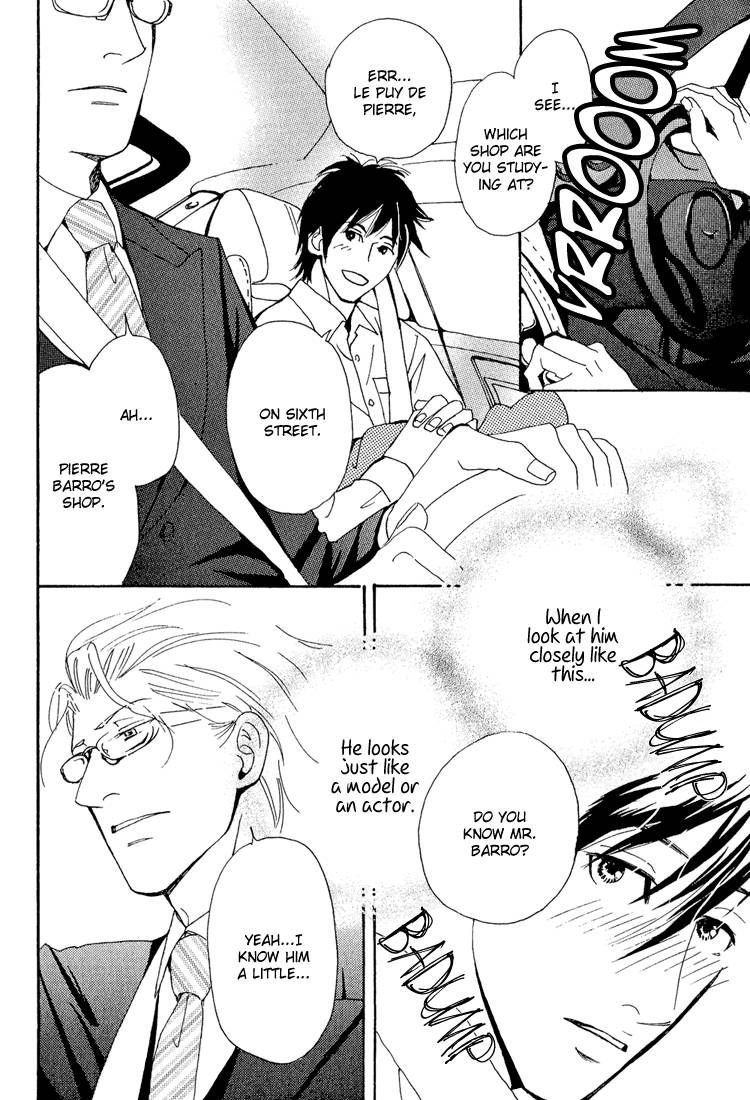 VRROOOM
I
SEE...
WHICH
SHOP ARE
YOU STUDY-
ING AT?
ERR...
LE PUY DE
PIERRE,
ON SIXTH
STREET.
AH...
PIERRE
BARRO'S
SHOP.
When I
look at him
closely like
this...
BADUMP
He looks
just like
a model or
an actor.
DO YOU
KNOW MR.
BARRO?
BADUMP
YEAH...I
KNOW HIM
A LITTLE...